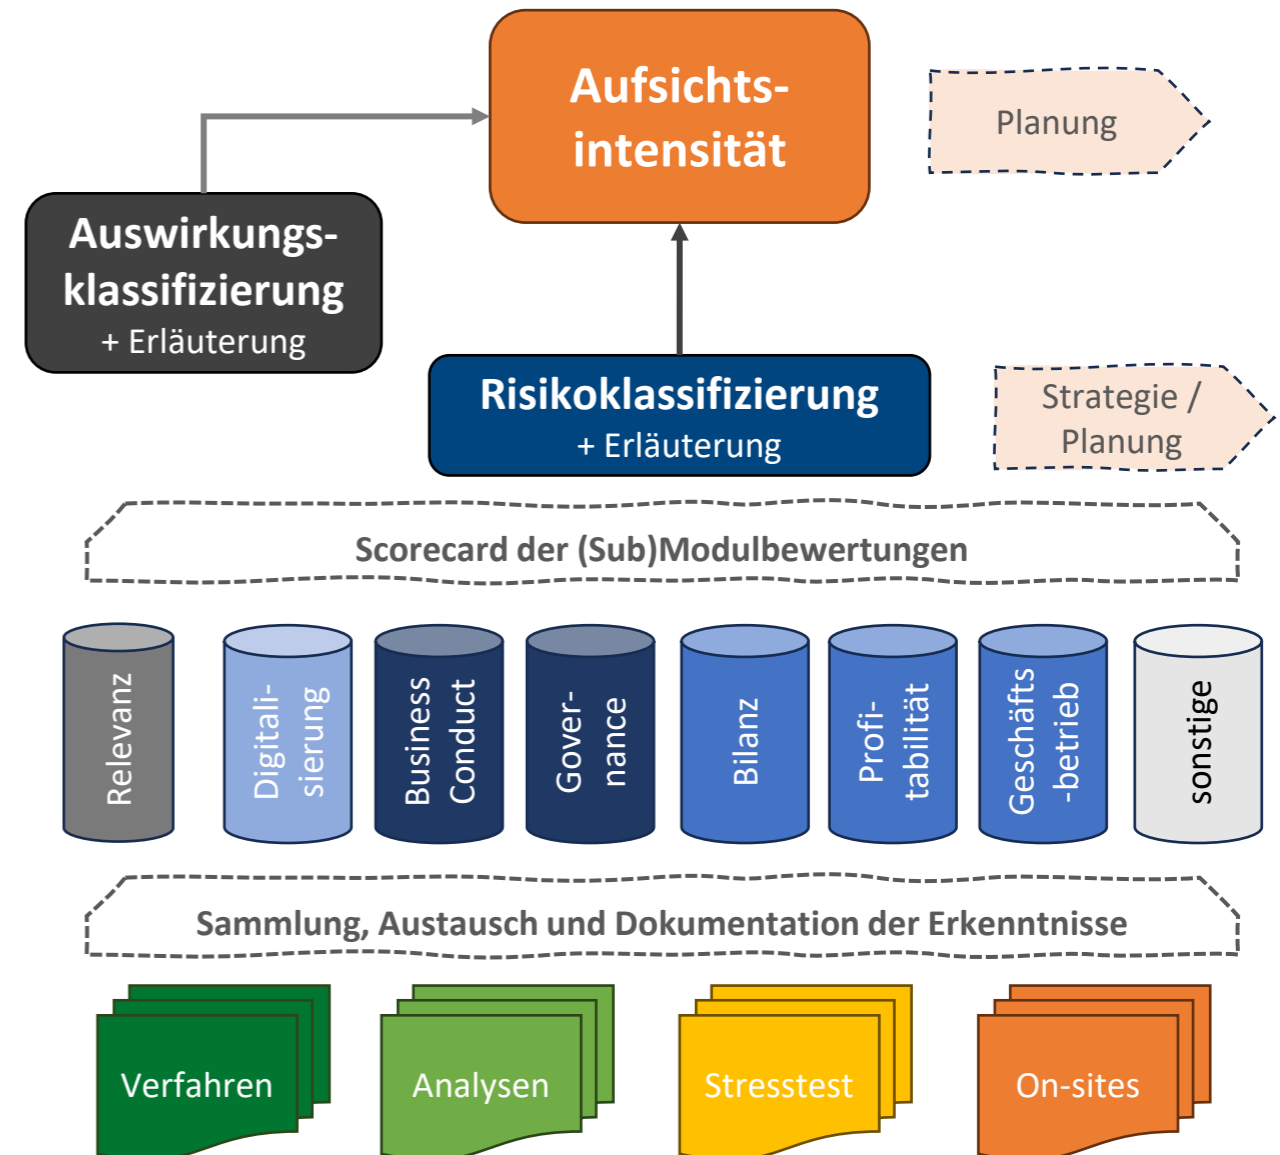 Aufsichts-
intensität
Planung
Auswirkungs-
klassifizierung
+ Erläuterung
Risikoklassifizierung
+ Erläuterung
Strategie /
Planung
Scorecard der (Sub)Modulbewertungen
Relevanz
Digitali-
sierung
Business
Conduct
Gover-
nance
Bilanz
Profi-
tabilität
Geschäfts
-betrieb
sonstige
Sammlung, Austausch und Dokumentation der Erkenntnisse
Verfahren
Analysen
Stresstest
On-sites